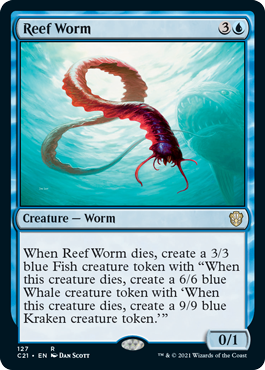 Reef Worm 3
Creature — Worm
When Reef Worm dies, create a 3/3
blue Fish creature token with “When
this creature dies, create a 6/6 blue
Whale creature token with ‘When
this creature dies, create a 9/9 blue
Kraken creature token.’”
0/1
127 R
C21 • EN Dan Scott
™ & © 2021 Wizards of the Coast